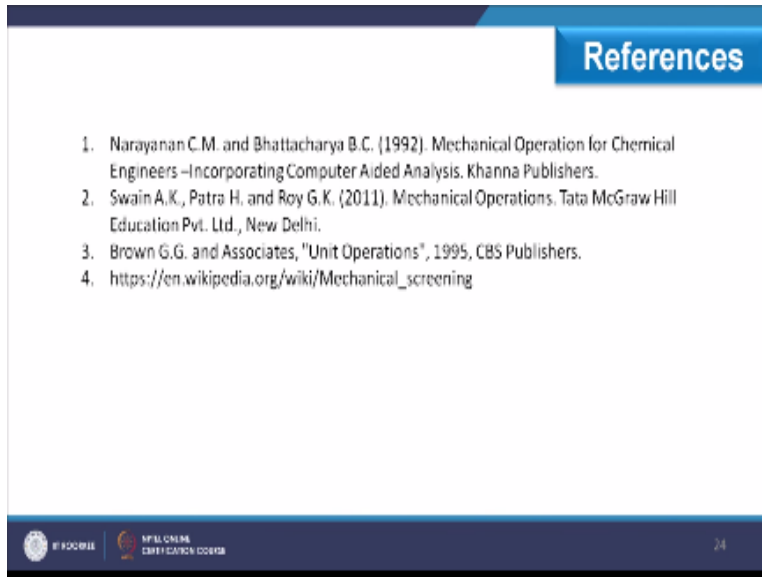 References
1. Narayanan C.M. and Bhattacharya B.C. (1992). Mechanical Operation for Chemical
Engineers –Incorporating Computer Aided Analysis. Khanna Publishers.
2. Swain A.K., Patra H. and Roy G.K. (2011). Mechanical Operations. Tata McGraw Hill
Education Pvt. Ltd., New Delhi.
3. Brown G.G. and Associates, "Unit Operations", 1995, CBS Publishers.
4. https://en.wikipedia.org/wiki/Mechanical_screening
IIT ROORKEE
NPTEL ONLINE
CERTIFICATION COURSE
24